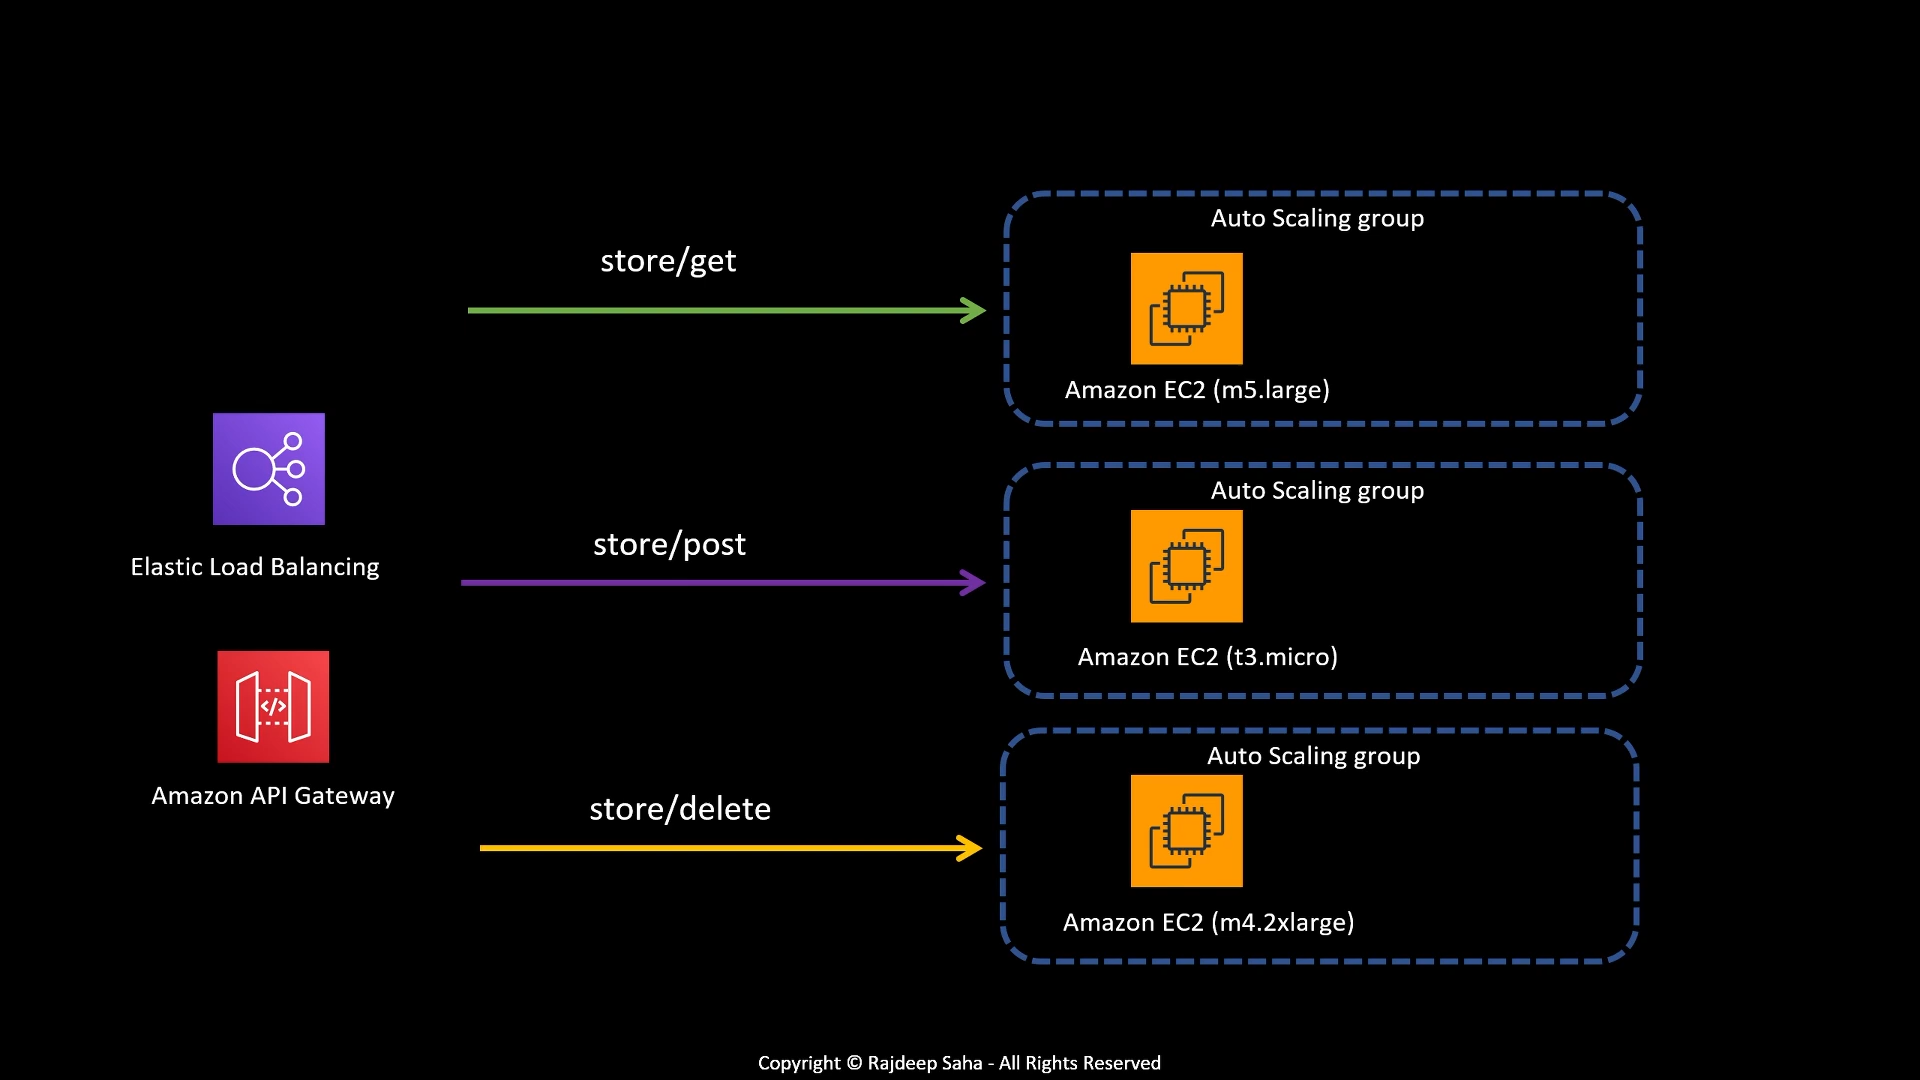 Auto Scaling group
store/get
Amazon EC2 (m5.large)
Auto Scaling group
store/post
Elastic Load Balancing
Amazon EC2 (t3.micro)
Auto Scaling group
</>
Amazon API Gateway
store/delete
Amazon EC2 (m4.2xlarge)
Copyright © Rajdeep Saha - All Rights Reserved